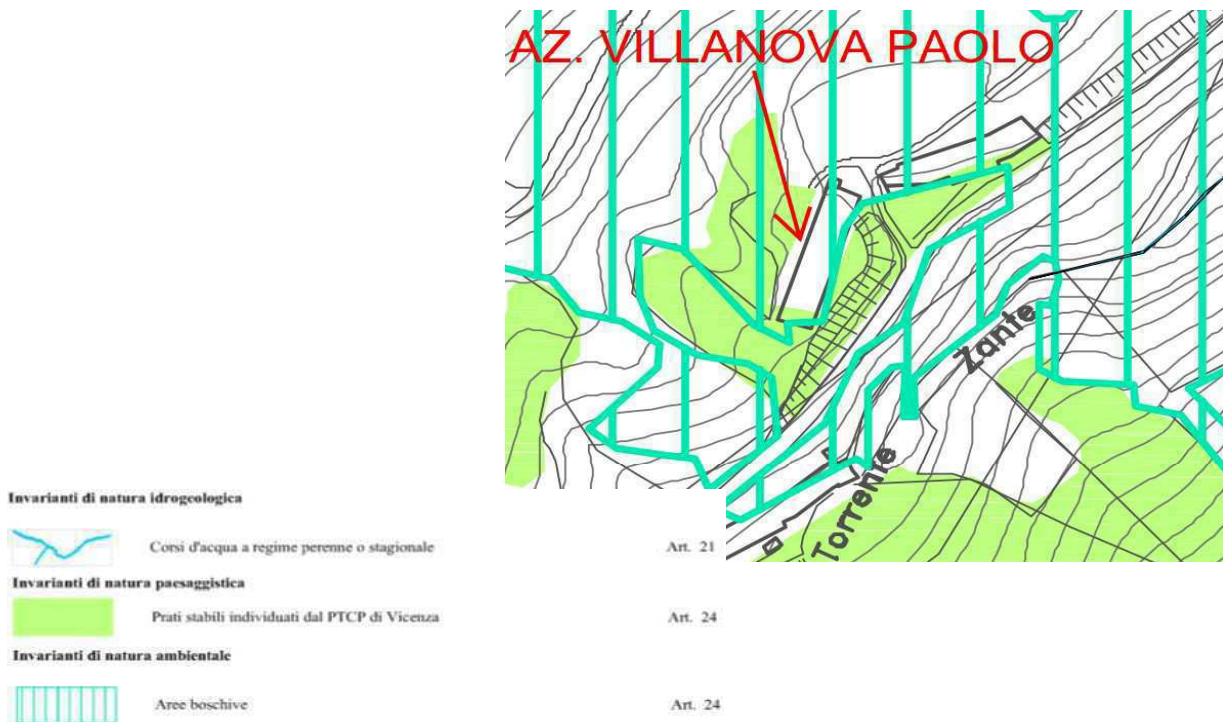 AZ. VILLANOVA PAOLO
Zante
Torrente
Invarianti di natura idrogeologica
Corsi d'acqua a regime perenne o stagionale Art. 21
Invarianti di natura paesaggistica
Prati stabili individuati dal PTCP di Vicenza Art. 24
Invarianti di natura ambientale
Aree boschive Art. 24